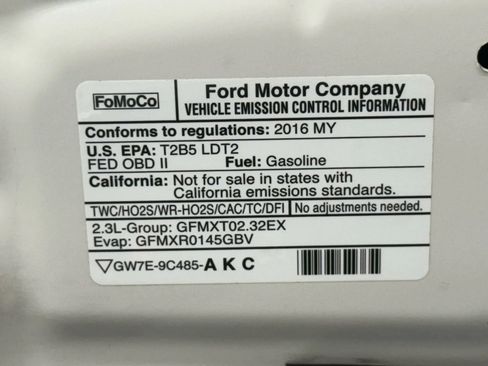 FoMoCo
Ford Motor Company
VEHICLE EMISSION CONTROL INFORMATION
Conforms to regulations: 2016 MY
U.S. EPA: T2B5 LDT2
FED OBD II Fuel: Gasoline
California: Not for sale in states with
California emissions standards.
TWC/HO2S/WR-HO2S/CAC/TC/DFI No adjustments needed.
2.3L-Group: GFMXT02.32EX
Evap: GFMXR0145GBV
▽GW7E-9C485-A K C